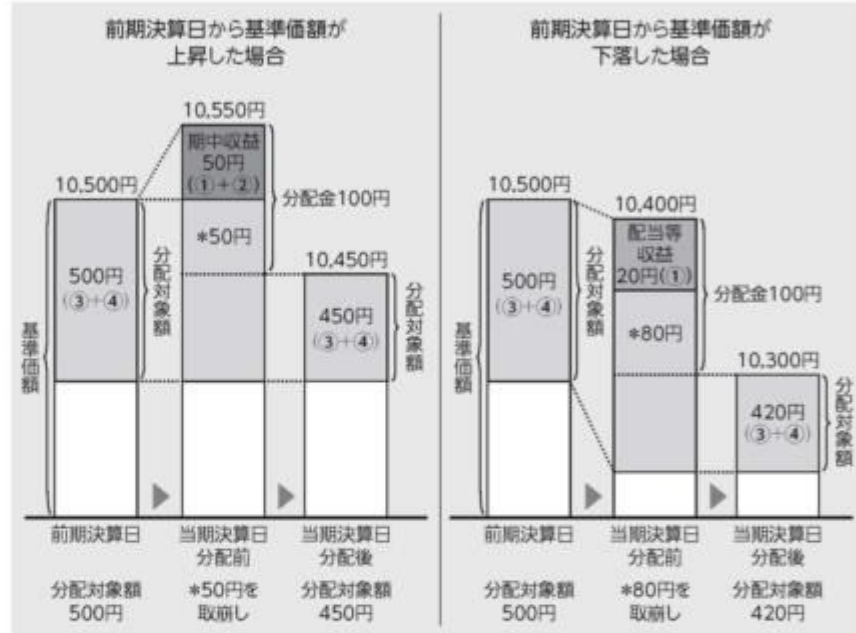 前期決算日から基準価額が
上昇した場合
10,550円
期中収益
50円
(①+②)
10,500円
分配金100円
*50円
10,450円
500円
(③+④)
分配対象額
450円
(③+④)
分配対象額
基準価額
前期決算日
当期決算日
分配前
当期決算日
分配後
分配対象額
500円
*50円を
取崩し
分配対象額
450円
前期決算日から基準価額が
下落した場合
10,500円
10,400円
配当等
収益
20円(①)
分配金100円
500円
(③+④)
分配対象額
*80円
10,300円
420円
(③+④)
分配対象額
基準価額
前期決算日
当期決算日
分配前
当期決算日
分配後
分配対象額
500円
*80円を
取崩し
分配対象額
420円